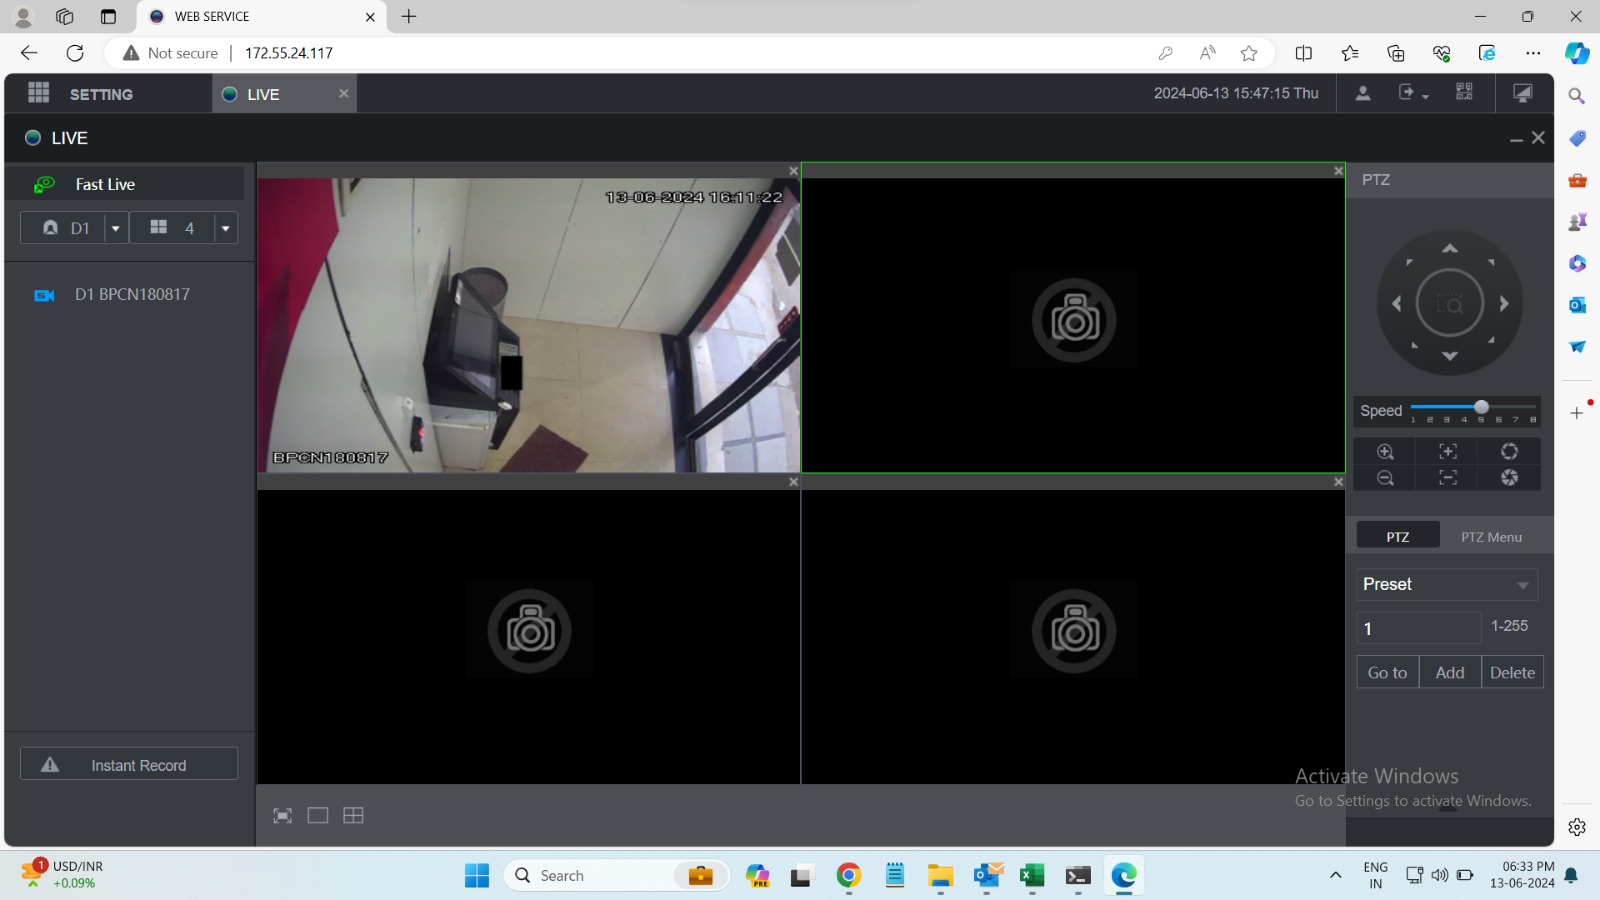 WEB SERVICE
Not secure
172.55.24.117
SETTING
LIVE
2024-06-13 15:47:15 Thu
LIVE
Fast Live
D1
4
D1 BPCN180817
13-06-2024 16:11:22
BPCN180817
PTZ
Speed
1 2 3 4 5 6 7 8
PTZ
PTZ Menu
Preset
1
1-255
Go to
Add
Delete
Instant Record
Activate Windows
Go to Settings to activate Windows.
1
USD/INR
+0.09%
Search
PRE
ENG
IN
06:33 PM
13-06-2024